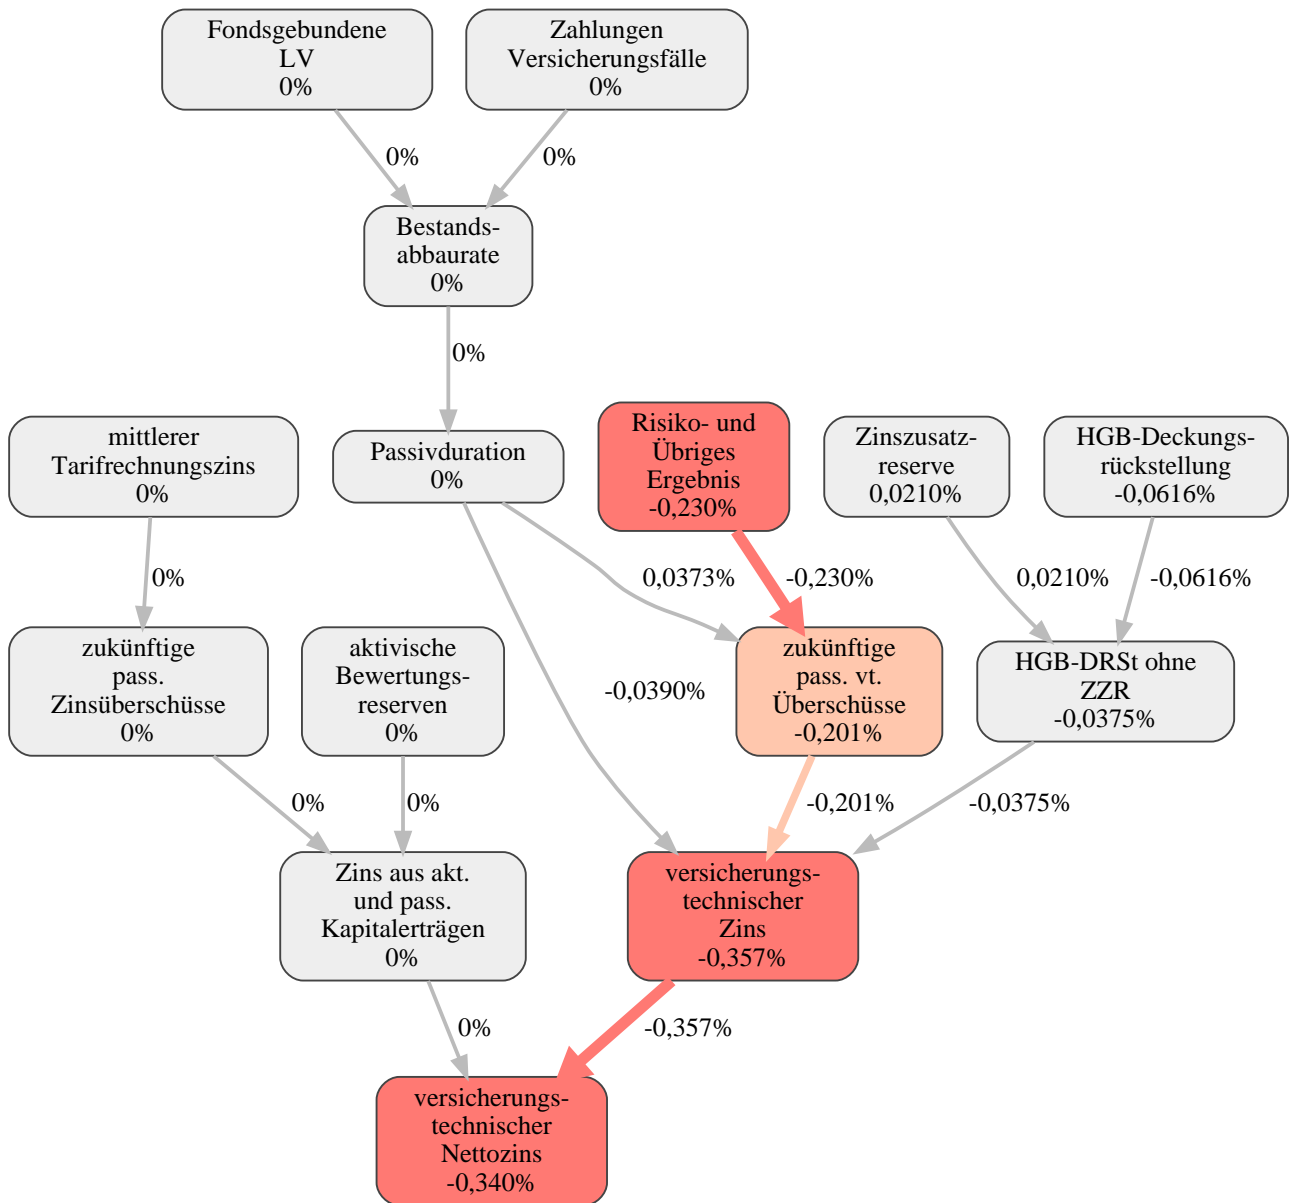 Fondsgebundene
LV
0%
Zahlungen
Versicherungsfälle
0%
0%
0%
Bestands-
abbaurate
0%
0%
mittlerer
Tarifrechnungszins
0%
Passivduration
0%
Risiko- und
Übriges
Ergebnis
-0,230%
Zinszusatz-
reserve
0,0210%
HGB-Deckungs-
rückstellung
-0,0616%
0%
0,0373%
-0,230%
0,0210%
-0,0616%
zukünftige
pass.
Zinsüberschüsse
0%
aktivische
Bewertungs-
reserven
0%
-0,0390%
zukünftige
pass. vt.
Überschüsse
-0,201%
HGB-DRSt ohne
ZZR
-0,0375%
0%
0%
-0,201%
-0,0375%
Zins aus akt.
und pass.
Kapitalerträgen
0%
versicherungs-
technischer
Zins
-0,357%
0%
-0,357%
versicherungs-
technischer
Nettozins
-0,340%